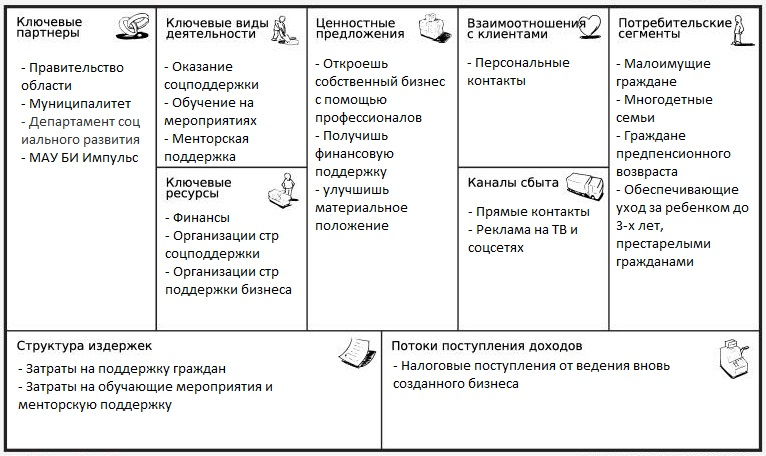 Ключевые
партнеры
- Правительство
области
- Муниципалитет
- Департамент соц
иального развития
- МАУ БИ Импульс
Ключевые виды
деятельности
- Оказание
соцподдержки
- Обучение на
мероприятиях
- Менторская
поддержка
Ключевые
ресурсы
- Финансы
- Организации стр
соцподдержки
- Организации стр
поддержки бизнеса
Ценностные
предложения
- Откроешь
собственный бизнес
с помощью
профессионалов
- Получишь
финансовую
поддержку
- улучшишь
материальное
положение
Взаимоотношения
с клиентами
- Персональные
контакты
Каналы сбыта
- Прямые контакты
- Реклама на ТВ и
соцсетях
Потребительские
сегменты
- Малоимущие
граждане
- Многодетные
семьи
- Граждане
предпенсионного
возраста
- Обеспечивающие
уход за ребенком до
3-х лет,
престарелыми
гражданами
Структура издержек
- Затраты на поддержку граждан
- Затраты на обучающие мероприятия и
менторскую поддержку
Потоки поступления доходов
- Налоговые поступления от ведения вновь
созданного бизнеса